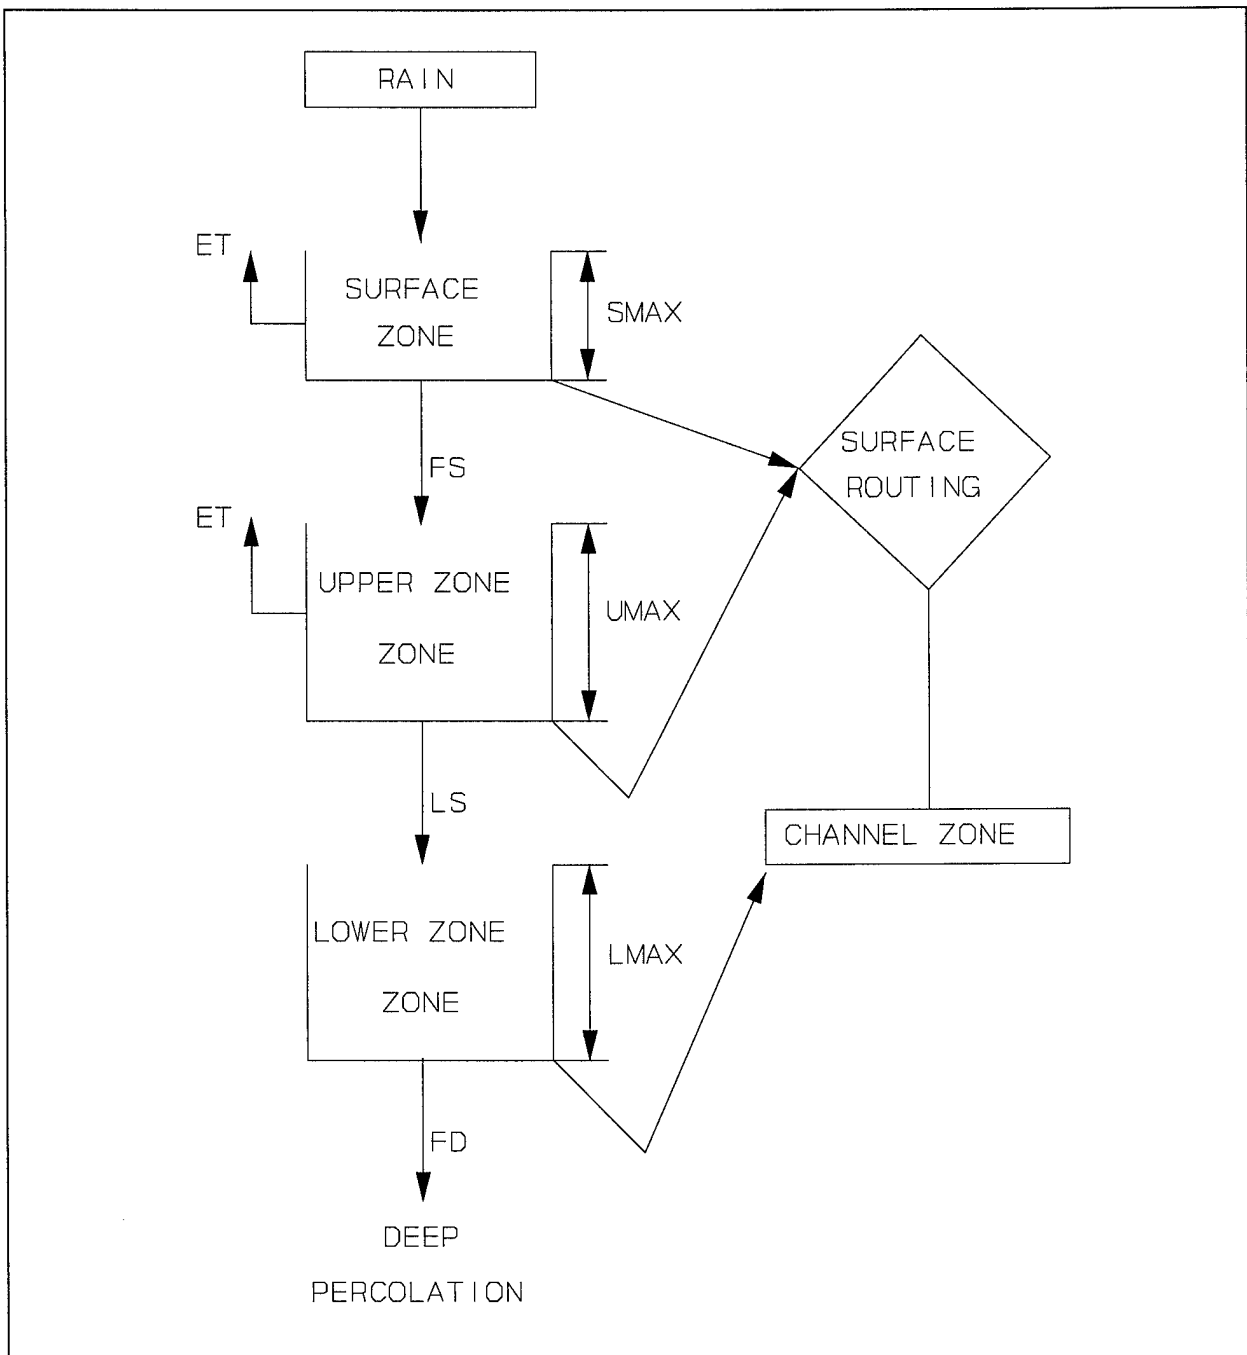 RAIN
ET
SURFACE
ZONE
SMAX
SURFACE
ROUTING
FS
ET
UPPER ZONE
ZONE
UMAX
LS
CHANNEL ZONE
LOWER ZONE
ZONE
LMAX
FD
DEEP
PERCOLATION